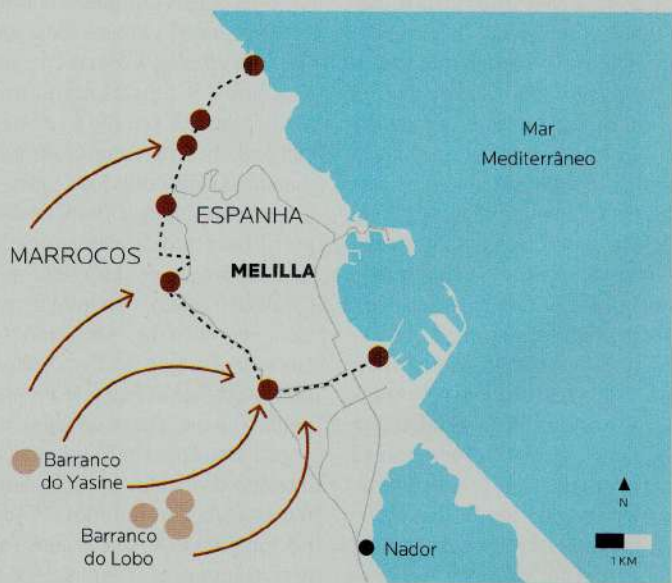 Mar
Mediterrâneo
ESPANHA
MARROCOS
MELILLA
Barranco
do Yasine
Barranco
do Lobo
Nador
N
1 KM